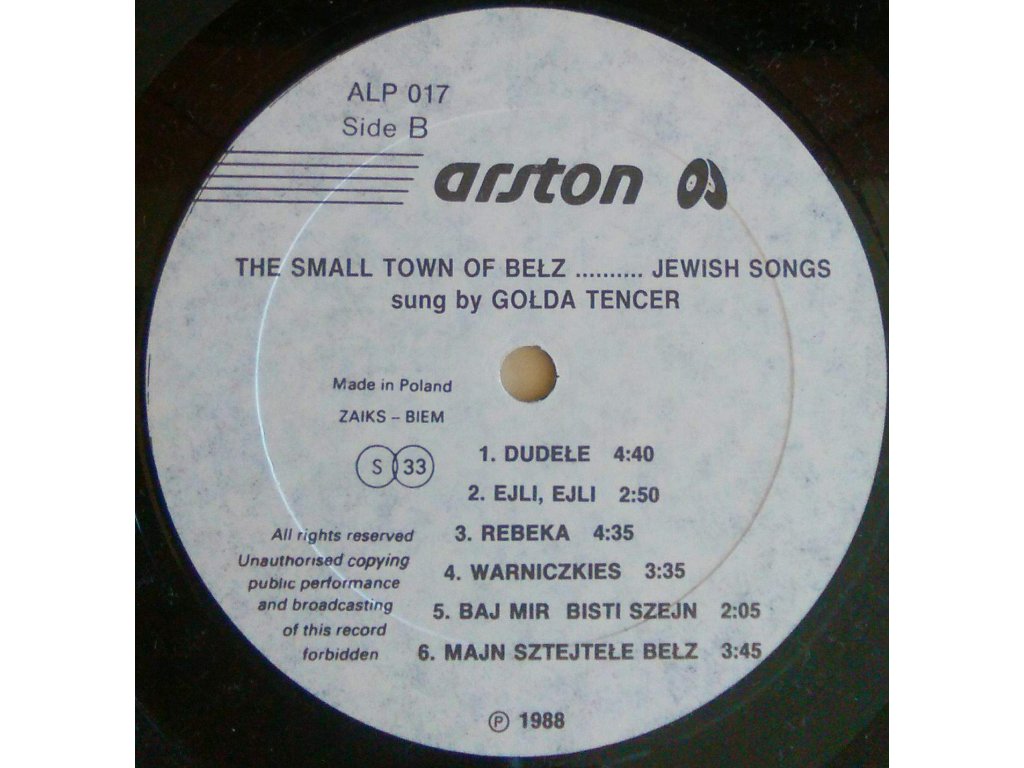 ALP 017
Side B
arston
THE SMALL TOWN OF BEŁZ .......... JEWISH SONGS
sung by GOŁDA TENCER
Made in Poland
ZAIKS – BIEM
S 33
1. DUDEŁE 4:40
2. EJLI, EJLI 2:50
3. REBEKA 4:35
4. WARNICZKIES 3:35
5. BAJ MIR BISTI SZEJN 2:05
6. MAJN SZTEJTEŁE BEŁZ 3:45
All rights reserved
Unauthorised copying
public performance
and broadcasting
of this record
forbidden
℗ 1988